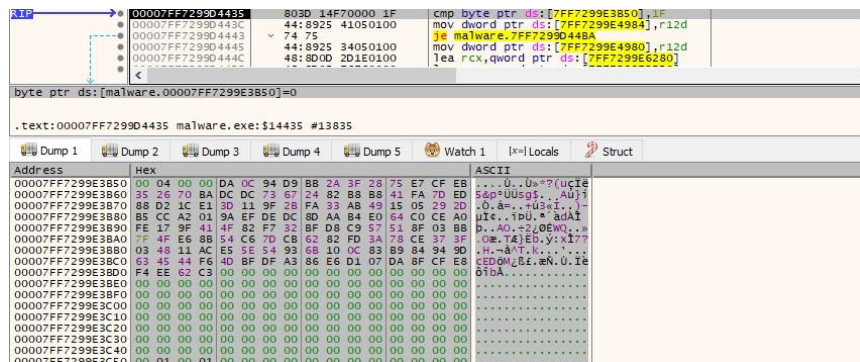 RIP
00007FF7299D4435 803D 14F70000 1F cmp byte ptr ds:[7FF7299E3B50],1F
00007FF7299D443C 44:8925 41050100 mov dword ptr ds:[7FF7299E4984],r12d
00007FF7299D4443 74 75 je malware.7FF7299D44BA
00007FF7299D4445 44:8925 34050100 mov dword ptr ds:[7FF7299E4980],r12d
00007FF7299D444C 48:8D0D 2D1E0100 lea rcx,qword ptr ds:[7FF7299E6280]
byte ptr ds:[malware.00007FF7299E3B50]=0
.text:00007FF7299D4435 malware.exe:$14435 #13835
Dump 1 Dump 2 Dump 3 Dump 4 Dump 5 Watch 1 [x=] Locals Struct
Address Hex ASCII
00007FF7299E3B50 00 04 00 00 DA 0C 94 D9 BB 2A 3F 28 75 E7 CF EB
00007FF7299E3B60 35 26 70 BA DC DC 73 67 24 82 B8 B8 41 FA 7D ED
00007FF7299E3B70 88 D2 1C E1 3D 11 9F 2B FA 33 AB 49 15 05 29 2D
00007FF7299E3B80 B5 CC A2 01 9A EF DE DC 8D AA B4 E0 64 C0 CE A0
00007FF7299E3B90 FE 17 9F 41 4F 82 F7 32 BF D8 C9 57 51 8F 03 BB
00007FF7299E3BA0 7F 4F E6 8B 54 C6 7D CB 62 82 FD 3A 78 CE 37 3F
00007FF7299E3BB0 03 48 11 AC E5 5E 54 93 6B 10 0C 83 B9 84 94 9D
00007FF7299E3BC0 63 45 44 F6 4D BF DF A3 86 E6 D1 07 DA 8F CF E8
00007FF7299E3BD0 F4 EE 62 C3 00 00 00 00 00 00 00 00 00 00 00 00
00007FF7299E3BE0 00 00 00 00 00 00 00 00 00 00 00 00 00 00 00 00
00007FF7299E3BF0 00 00 00 00 00 00 00 00 00 00 00 00 00 00 00 00
00007FF7299E3C00 00 00 00 00 00 00 00 00 00 00 00 00 00 00 00 00
00007FF7299E3C10 00 00 00 00 00 00 00 00 00 00 00 00 00 00 00 00
00007FF7299E3C20 00 00 00 00 00 00 00 00 00 00 00 00 00 00 00 00
00007FF7299E3C30 00 00 00 00 00 00 00 00 00 00 00 00 00 00 00 00
00007FF7299E3C40 00 00 00 00 00 00 00 00 00 00 00 00 00 00 00 00